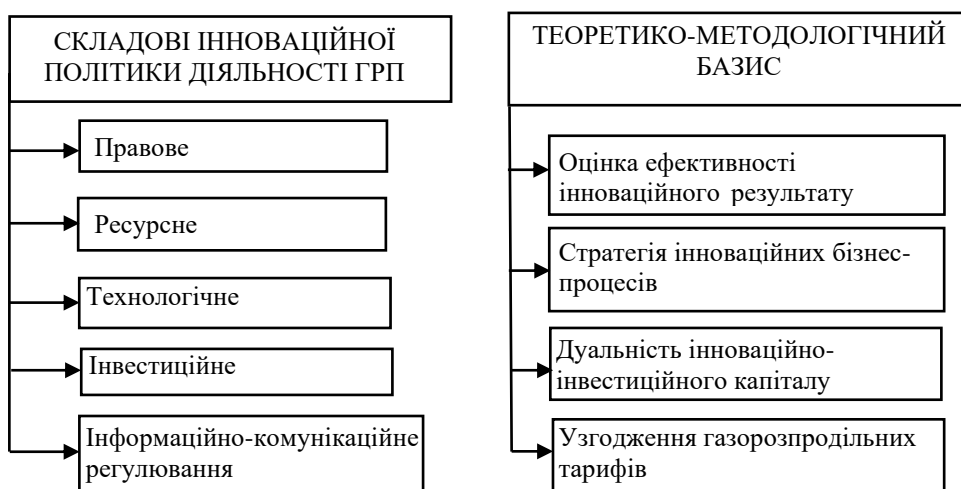 СКЛАДОВІ ІННОВАЦІЙНОЇ
ПОЛІТИКИ ДІЯЛЬНОСТІ ГРП
Правове
Ресурсне
Технологічне
Інвестиційне
Інформаційно-комунікаційне
регулювання
ТЕОРЕТИКО-МЕТОДОЛОГІЧНИЙ
БАЗИС
Оцінка ефективності
інноваційного результату
Стратегія інноваційних бізнес-
процесів
Дуальність інноваційно-
інвестиційного капіталу
Узгодження газорозпродільних
тарифів